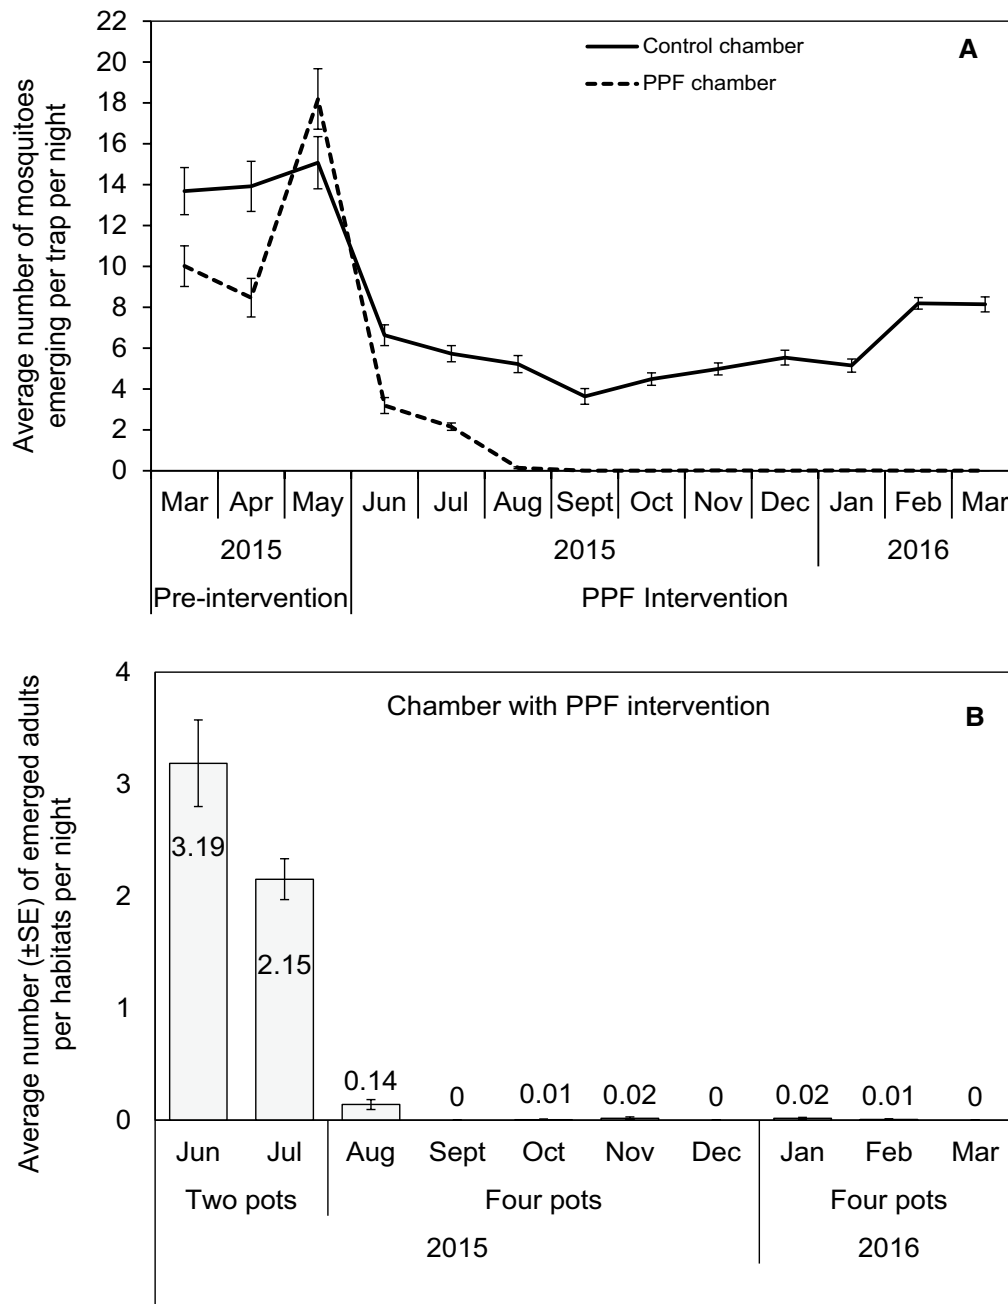 22
20
18
16
14
12
10
8
6
4
2
0
Average number of mosquitoes
emerging per trap per night
Control chamber
PPF chamber
A
Mar Apr May Jun Jul Aug Sept Oct Nov Dec Jan Feb Mar
2015 2015 2016
Pre-intervention PPF Intervention
Average number (±SE) of emerged adults
per habitats per night
4
3
2
1
0
Chamber with PPF intervention
B
3.19
2.15
0.14 0 0.01 0.02 0 0.02 0.01 0
Jun Jul Aug Sept Oct Nov Dec Jan Feb Mar
Two pots Four pots Four pots
2015 2016